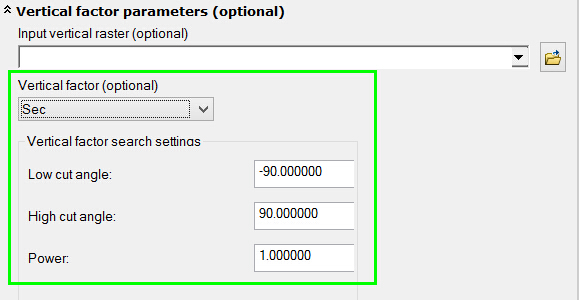 Vertical factor parameters (optional)
Input vertical raster (optional)
Vertical factor (optional)
Sec
Vertical factor search settings
Low cut angle: -90.000000
High cut angle: 90.000000
Power: 1.000000